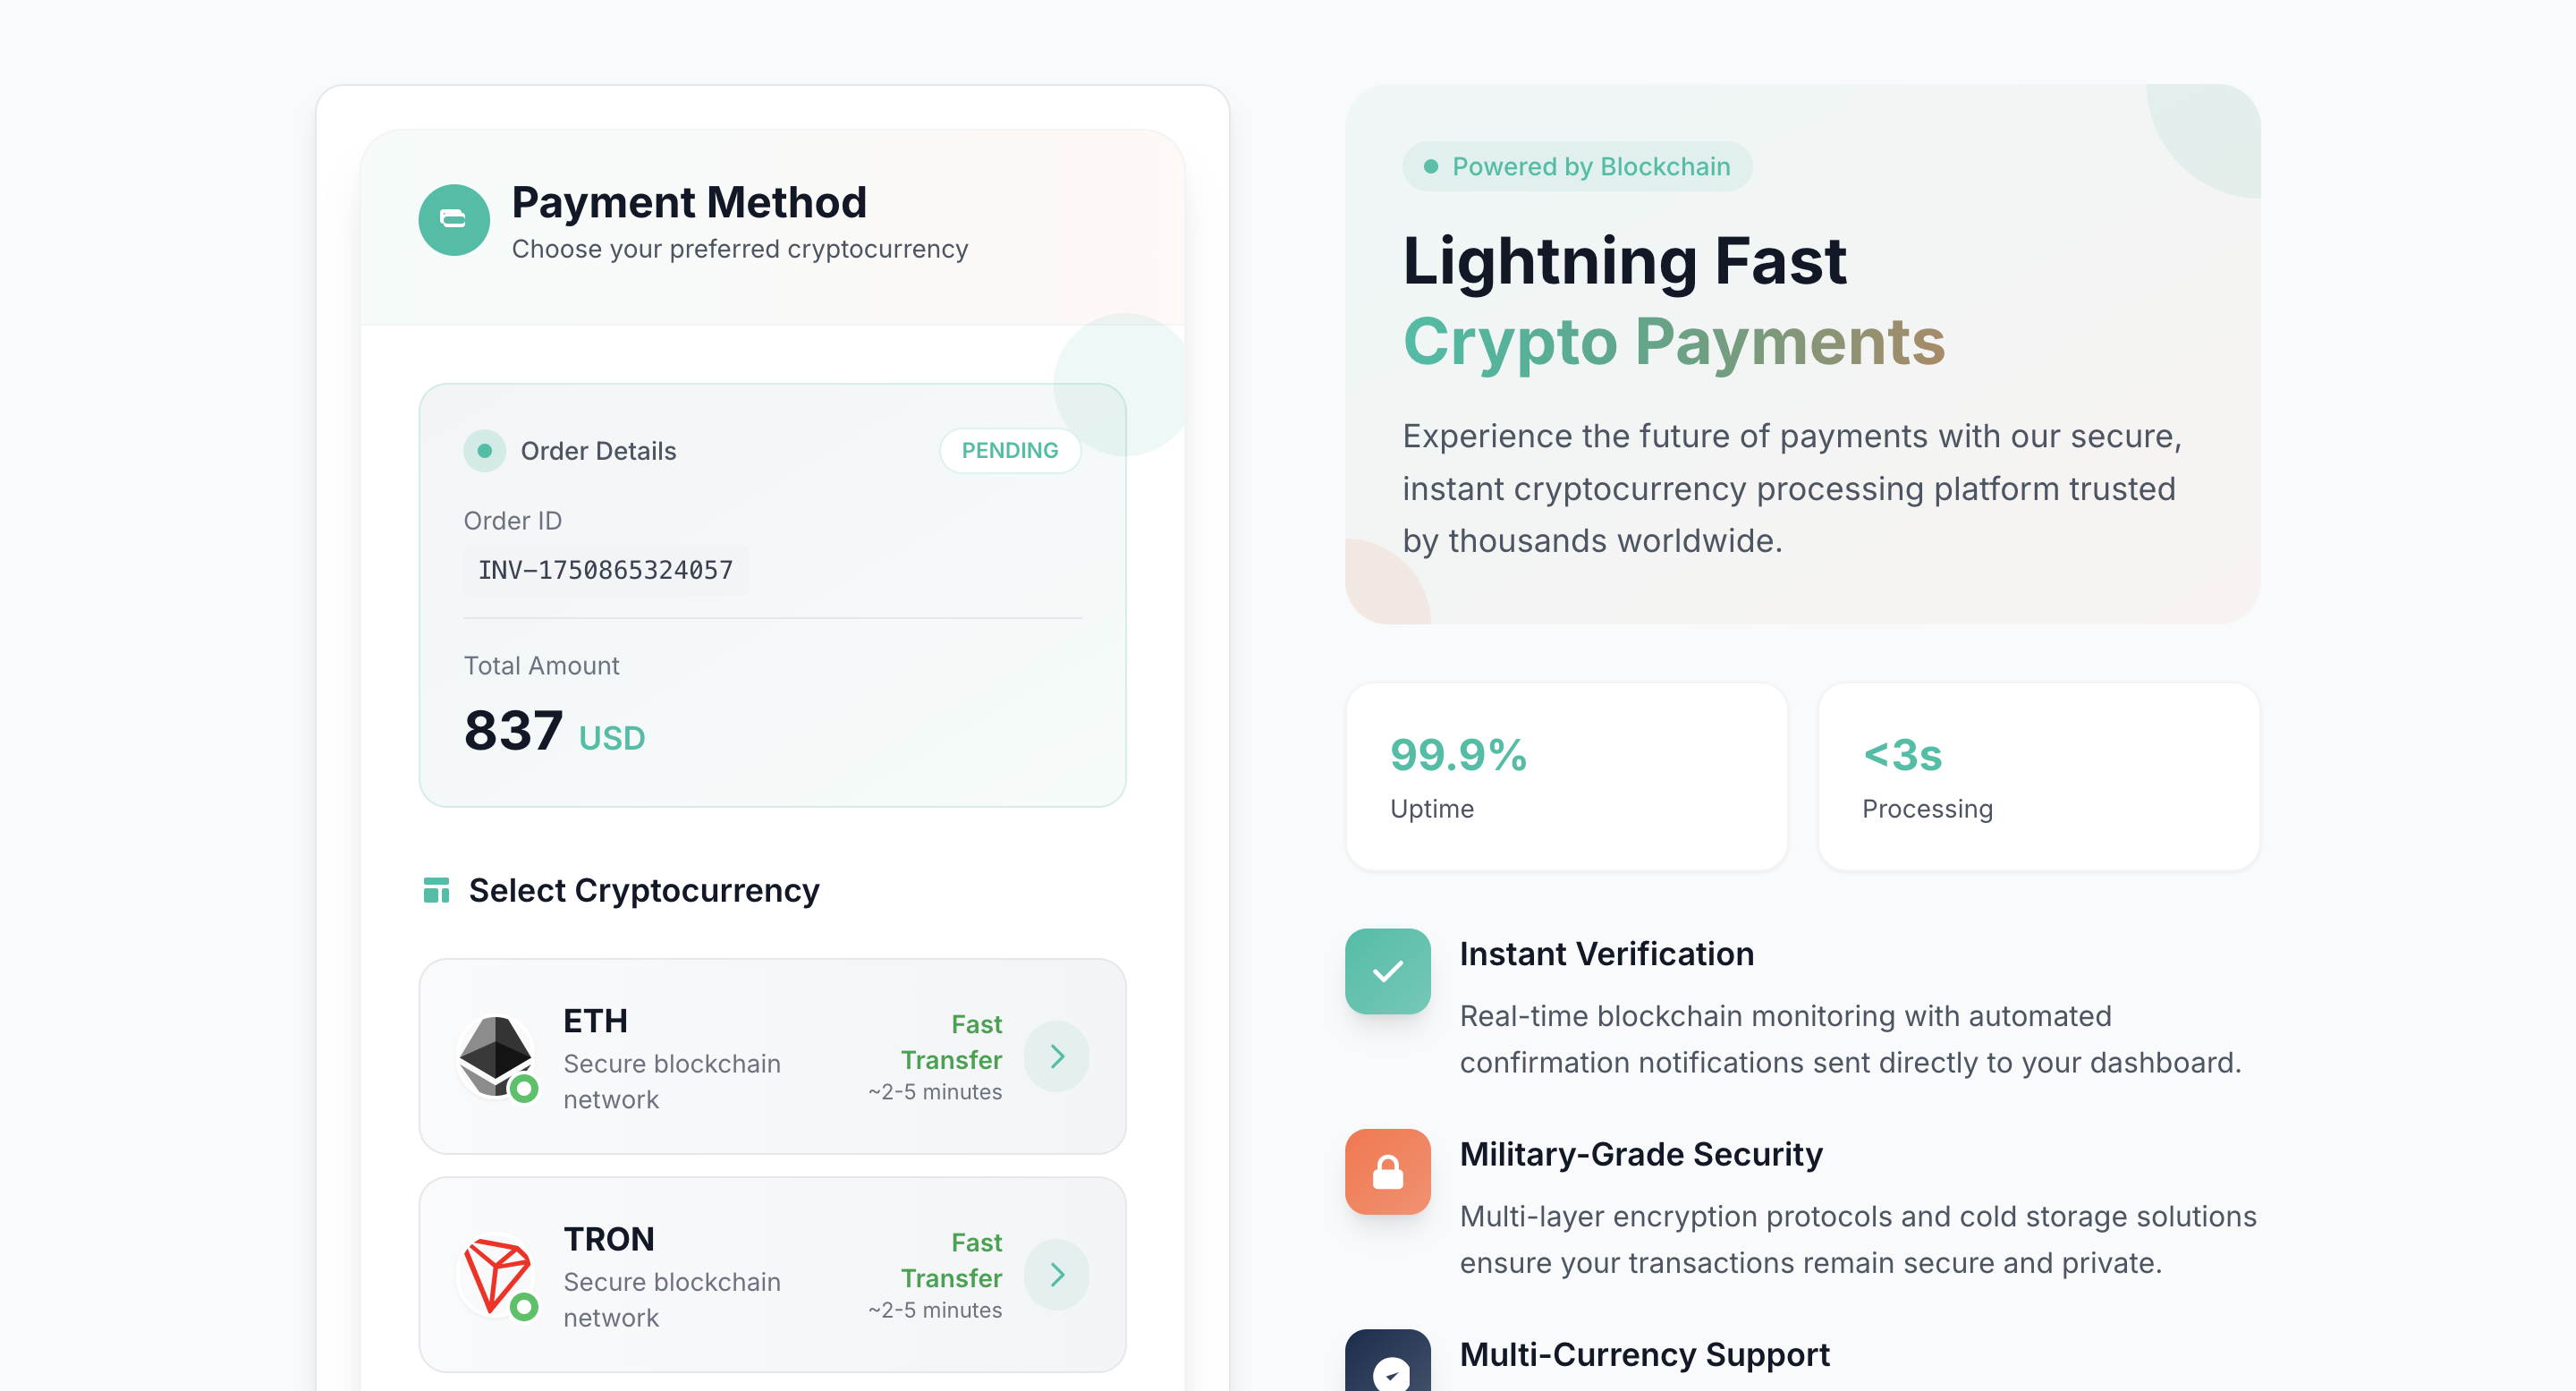 Payment Method
Choose your preferred cryptocurrency
Order Details
PENDING
Order ID
INV-1750865324057
Total Amount
837 USD
Select Cryptocurrency
ETH
Secure blockchain
network
Fast
Transfer
~2-5 minutes
TRON
Secure blockchain
network
Fast
Transfer
~2-5 minutes
Powered by Blockchain
Lightning Fast
Crypto Payments
Experience the future of payments with our secure,
instant cryptocurrency processing platform trusted
by thousands worldwide.
99.9%
Uptime
<3s
Processing
Instant Verification
Real-time blockchain monitoring with automated
confirmation notifications sent directly to your dashboard.
Military-Grade Security
Multi-layer encryption protocols and cold storage solutions
ensure your transactions remain secure and private.
Multi-Currency Support